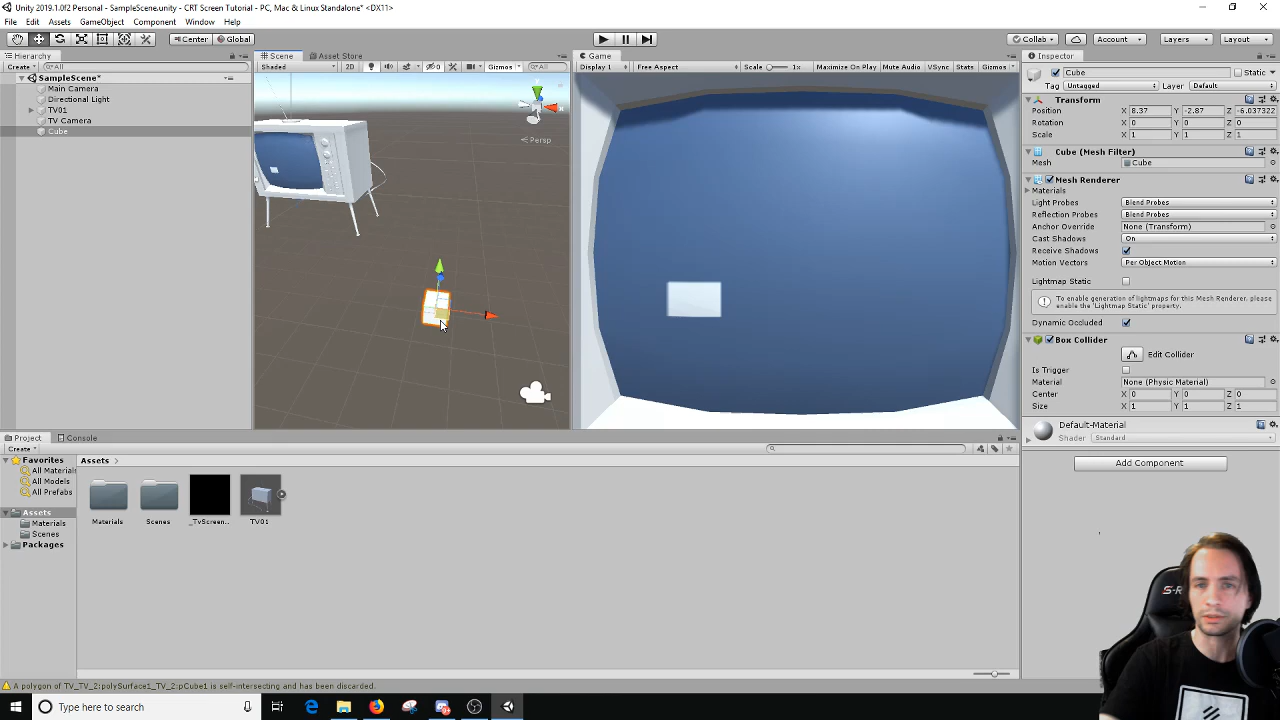 Unity 2019.1.0f2 Personal - SampleScene.unity - CRT Screen Tutorial - PC, Mac & Linux Standalone* <DX11>
File Edit Assets GameObject Component Window Help
Center Global Collab Account Layers Layout
Hierarchy Scene Asset Store Game Inspector
Create All Shaded 2D 0 Gizmos All Display 1 Free Aspect Scale 1x Maximize On Play Mute Audio VSync Stats Gizmos
SampleScene*
Main Camera
Directional Light
TV01
TV Camera
Cube
Persp
Cube Static
Tag Untagged Layer Default
Transform
Position X 8.37 Y -2.87 Z -6.037322
Rotation X 0 Y 0 Z 0
Scale X 1 Y 1 Z 1
Cube (Mesh Filter)
Mesh Cube
Mesh Renderer
Materials
Light Probes Blend Probes
Reflection Probes Blend Probes
Anchor Override None (Transform)
Cast Shadows On
Receive Shadows
Motion Vectors Per Object Motion
Lightmap Static
To enable generation of lightmaps for this Mesh Renderer, please enable the 'Lightmap Static' property.
Dynamic Occluded
Box Collider
Edit Collider
Is Trigger
Material None (Physic Material)
Center X 0 Y 0 Z 0
Size X 1 Y 1 Z 1
Default-Material
Shader Standard
Add Component
Project Console
Create
Favorites
All Material
All Models
All Prefabs
Assets
Materials
Scenes
Packages
Assets
Materials Scenes _TvScreen... TV01
A polygon of TV_TV_2:polySurface1_TV_2:pCube1 is self-intersecting and has been discarded.
Type here to search